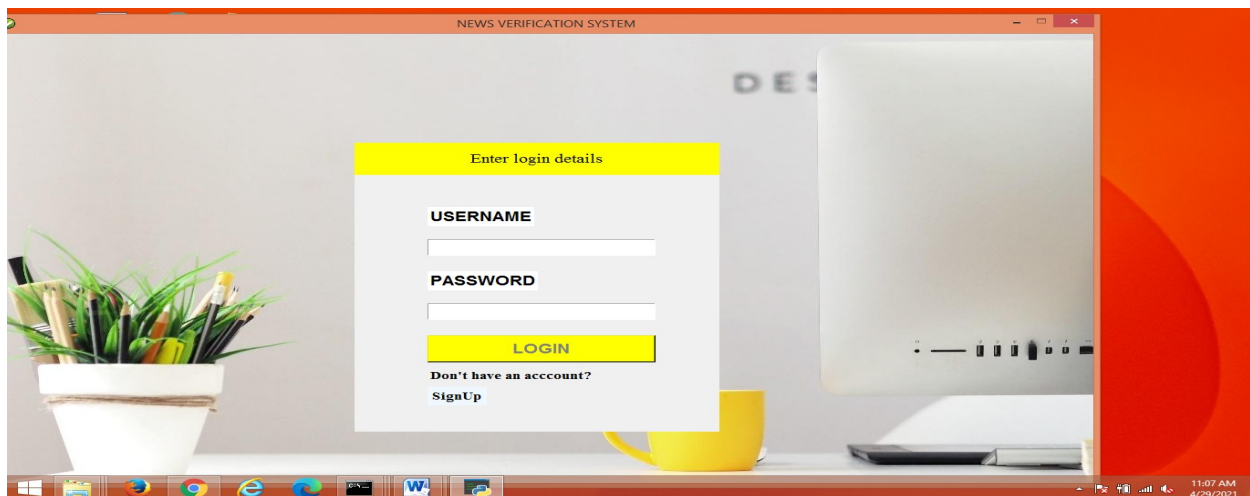 NEWS VERIFICATION SYSTEM
DES
Enter login details
USERNAME
PASSWORD
LOGIN
Don't have an acccount?
SignUp
11:07 AM
4/29/2021